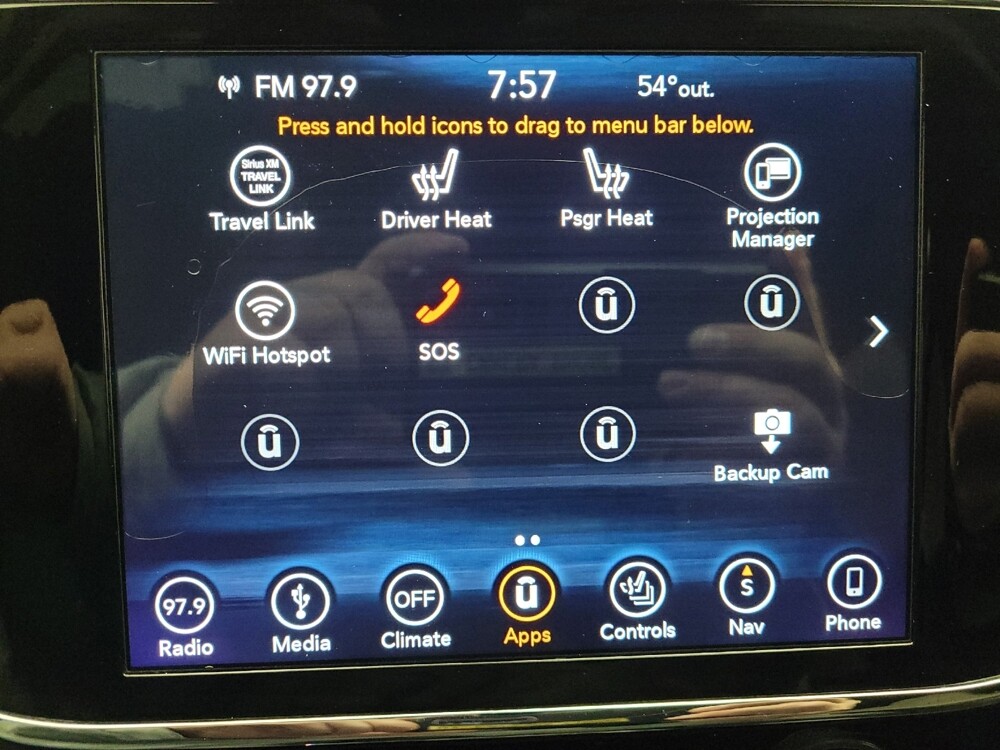 FM 97.9
7:57
54° out.
Press and hold icons to drag to menu bar below.
Sirius XM
TRAVEL
LINK
Travel Link
Driver Heat
Psgr Heat
Projection
Manager
WiFi Hotspot
SOS
ū
ū
ū
ū
ū
Backup Cam
97.9
Radio
Media
OFF
Climate
ū
Apps
Controls
S
Nav
Phone